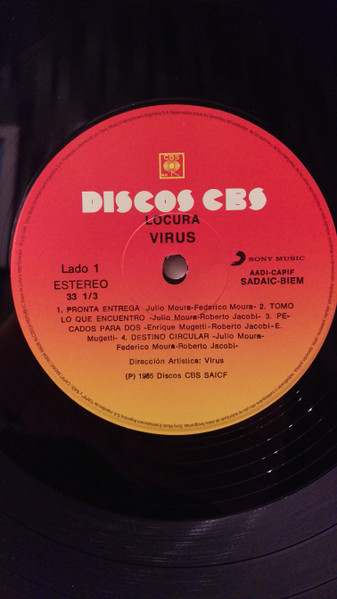 CBS
DISCOS CBS
LOCURA
VIRUS
Lado 1
ESTEREO
33 1/3
SONY MUSIC
AADI-CAPIF
SADAIC-BIEM
1. PRONTA ENTREGA -Julio Moura-Federico Moura- 2. TOMO
LO QUE ENCUENTRO -Julio Moura-Roberto Jacobi- 3. PE-
CADOS PARA DOS -Enrique Mugetti-Roberto Jacobi-E.
Mugetti- 4. DESTINO CIRCULAR -Julio Moura-
Federico Moura-Roberto Jacobi-
Dirección Artística: Virus
(P) 1985 Discos CBS SAICF